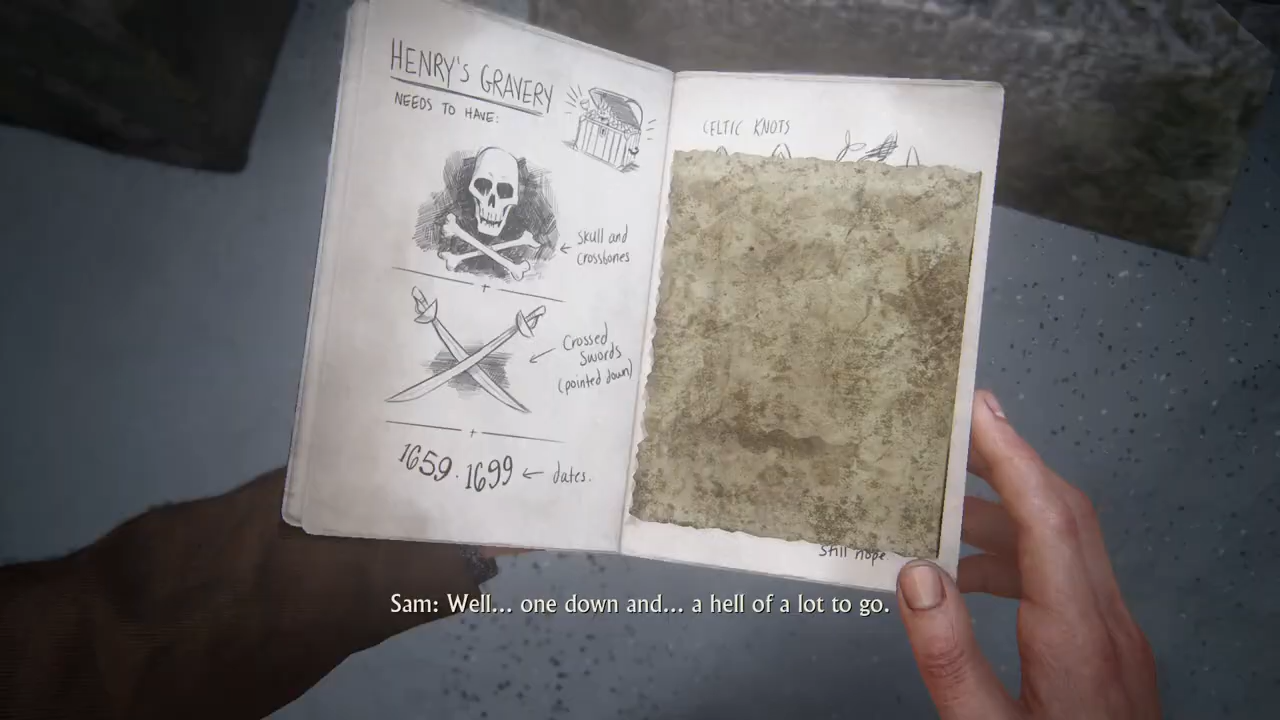 HENRY'S GRAVERY
NEEDS TO HAVE:
skull and
crossbones
Crossed
Swords
(pointed down)
1659.1699 ← dates.
CELTIC KNOTS
Still nope
Sam: Well... one down and... a hell of a lot to go.